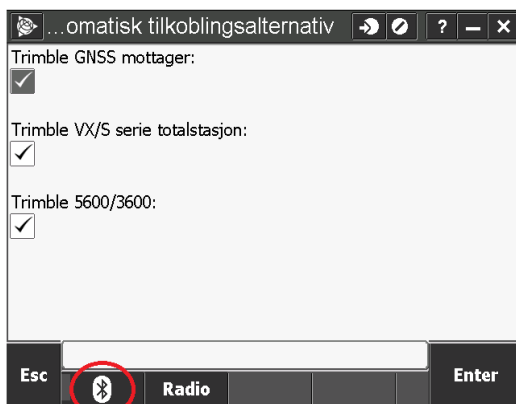 ...omatisk tilkoblingsalternativ ? – ×
Trimble GNSS mottager:
Trimble VX/S serie totalstasjon:
Trimble 5600/3600:
Esc
Radio
Enter